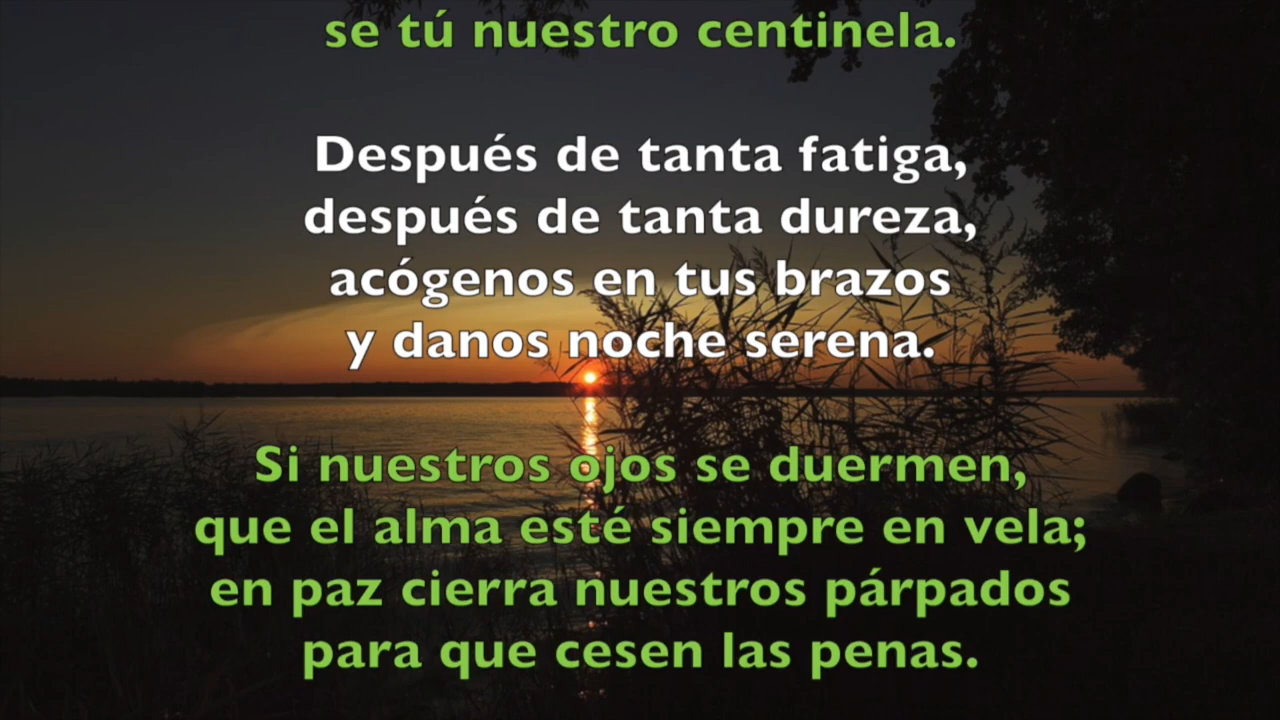 se tú nuestro centinela.
Después de tanta fatiga,
después de tanta dureza,
acógenos en tus brazos
y danos noche serena.
Si nuestros ojos se duermen,
que el alma esté siempre en vela;
en paz cierra nuestros párpados
para que cesen las penas.